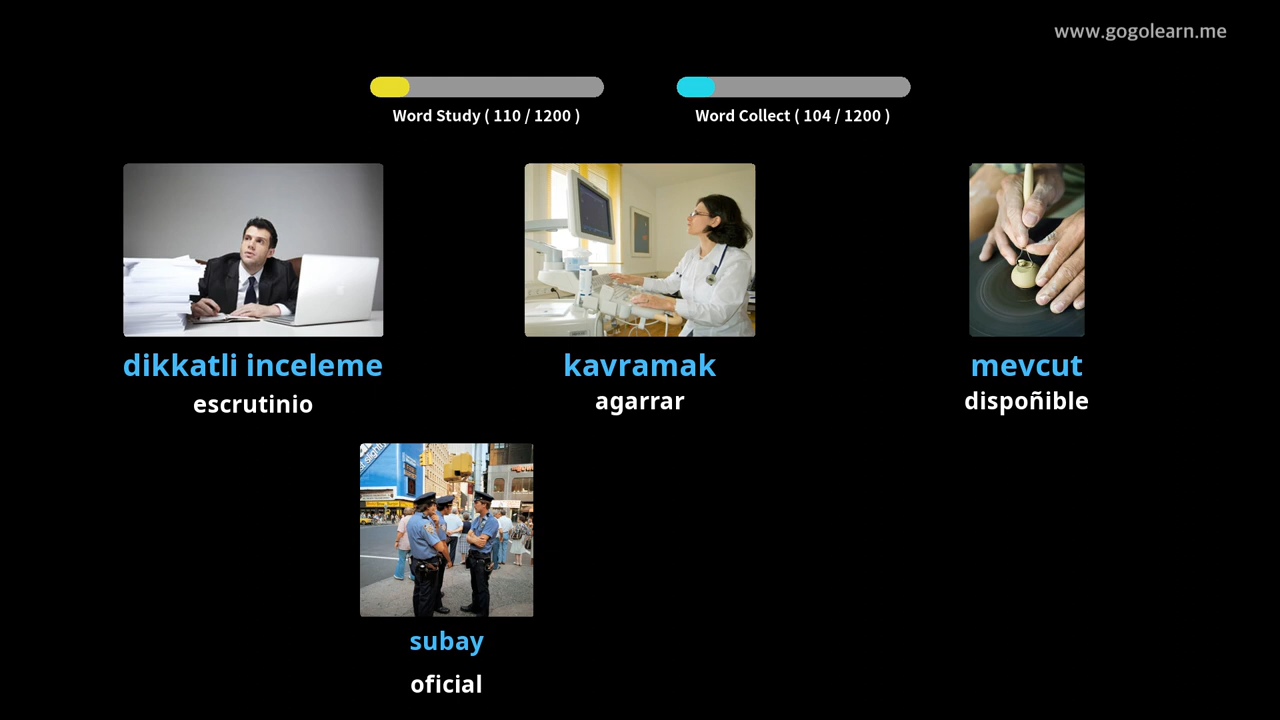 www.gogolearn.me
Word Study ( 110 / 1200 )
Word Collect ( 104 / 1200 )
dikkatli inceleme
escrutinio
kavramak
agarrar
mevcut
dispoñible
subay
oficial